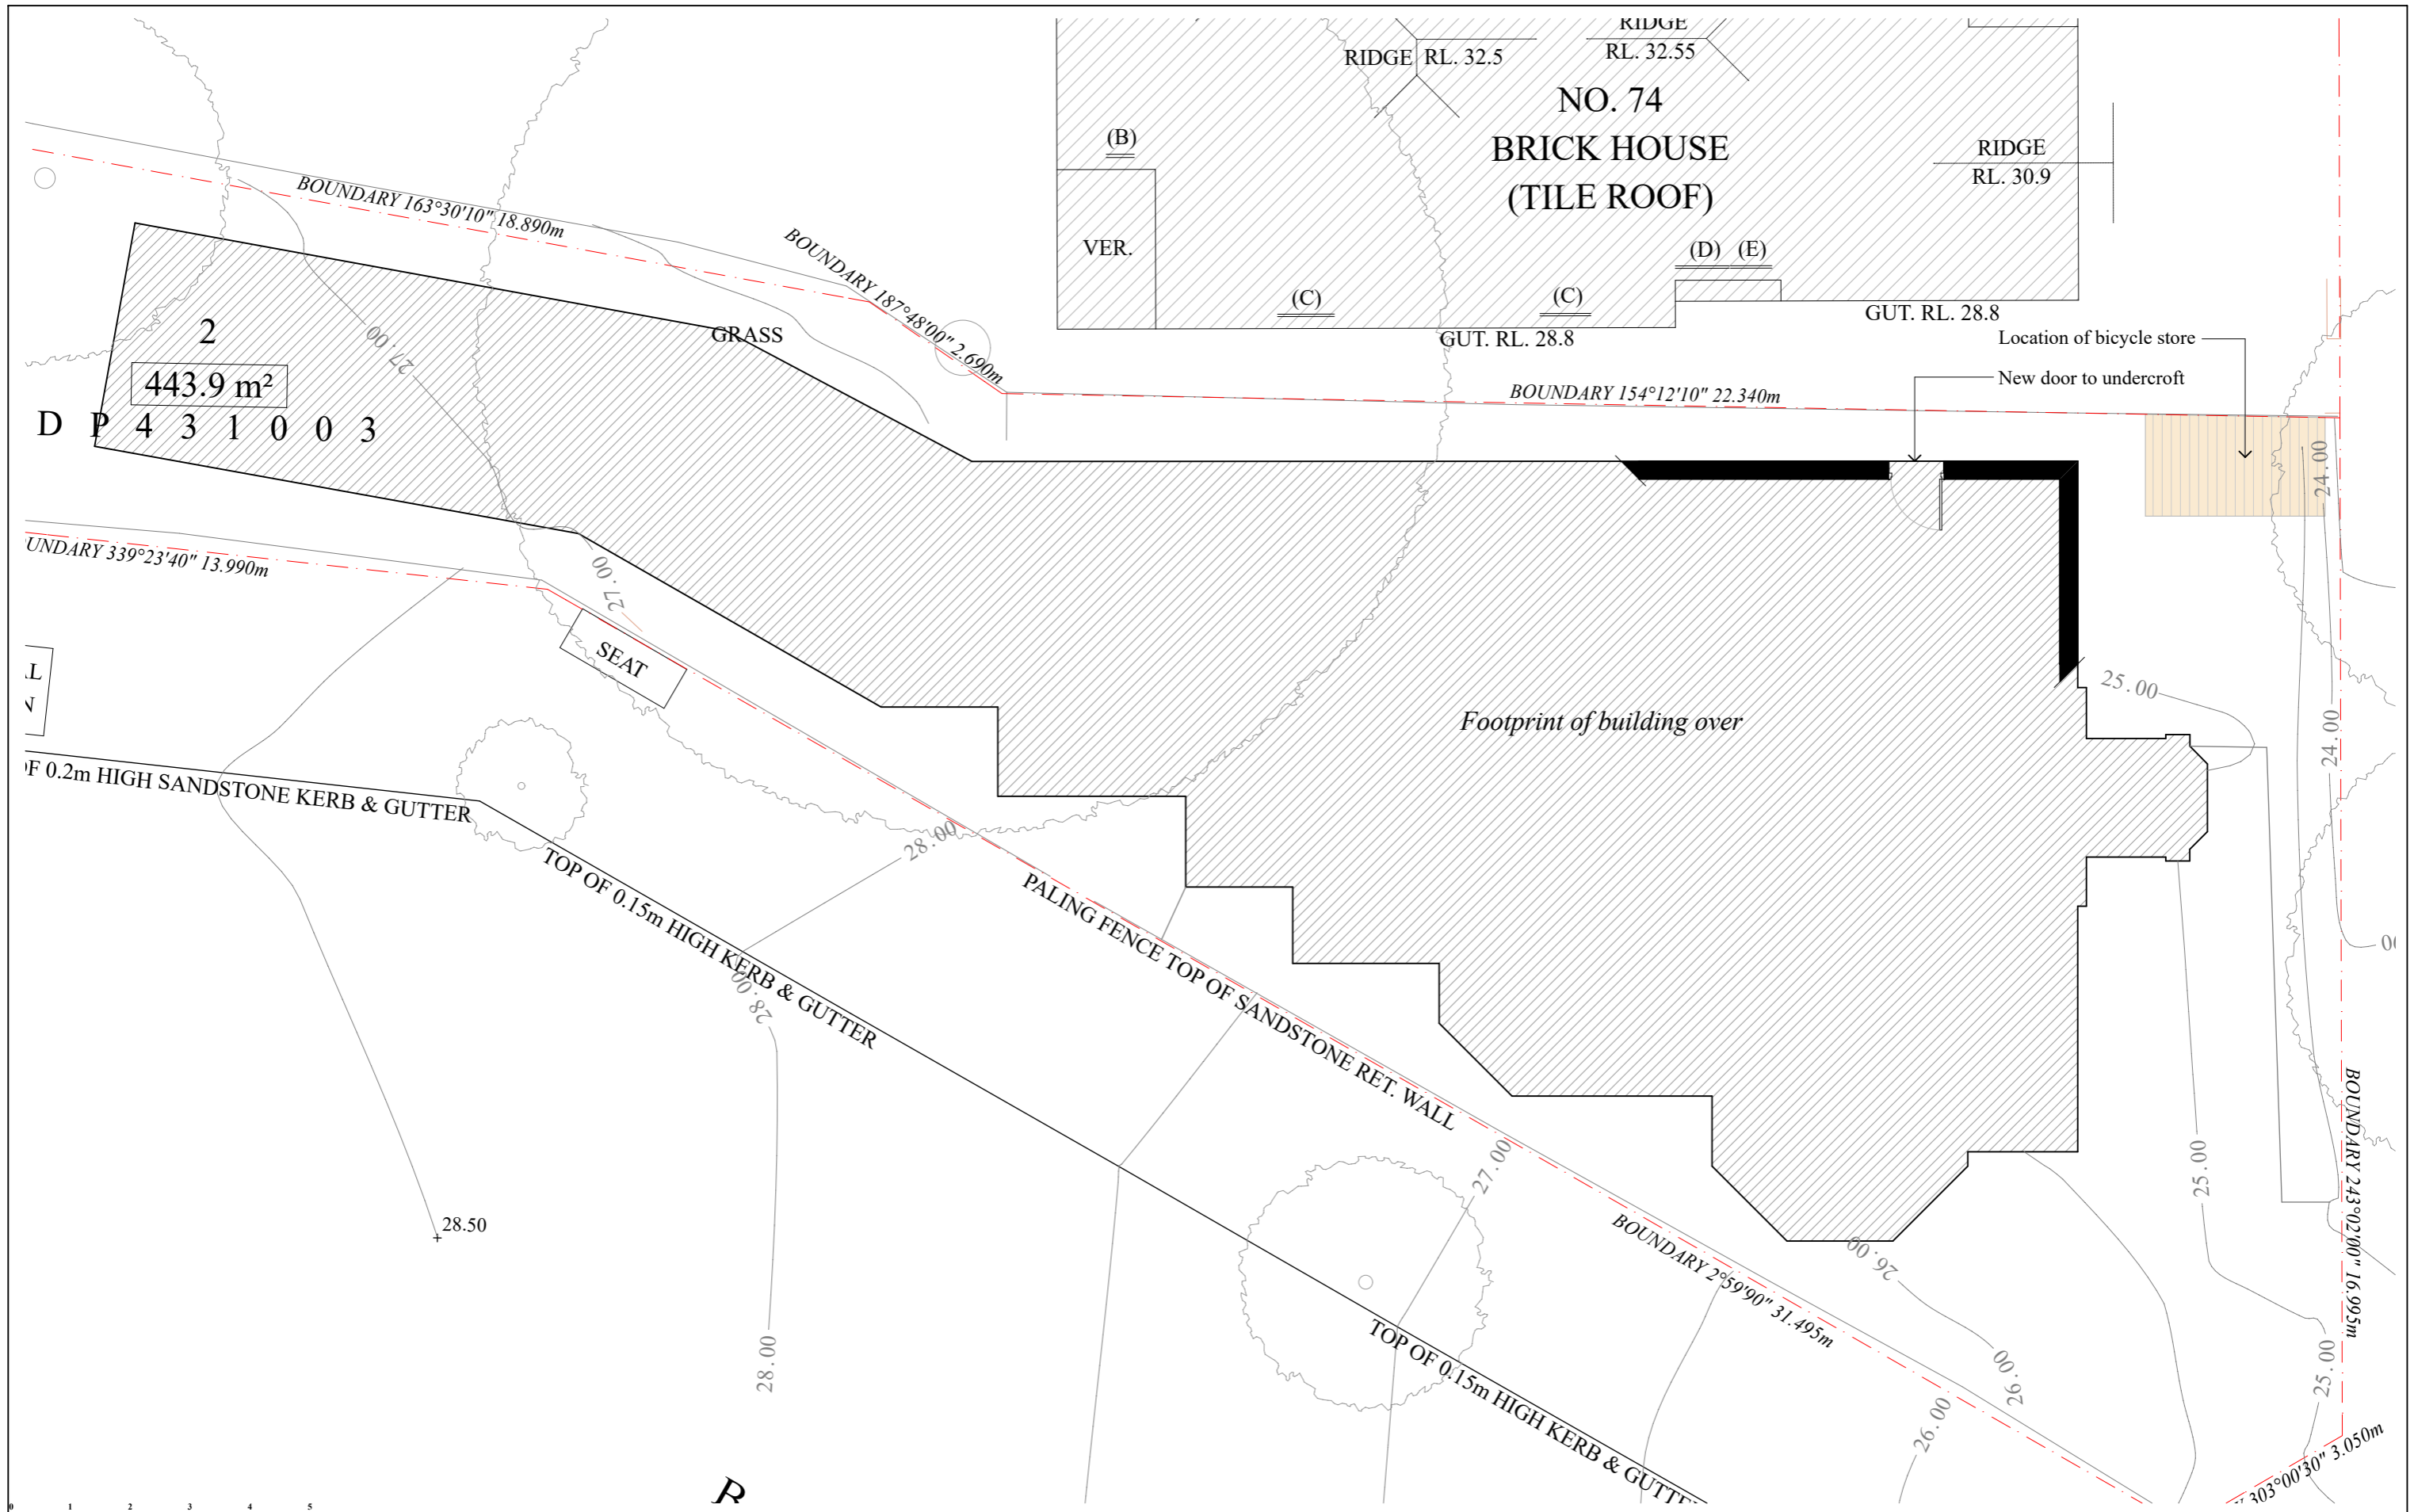 RIDGE
RL. 32.5
RIDGE
RL. 32.55
NO. 74
BRICK HOUSE
(TILE ROOF)
RIDGE
RL. 30.9
(B)
VER.
(C)
(C)
(D)
(E)
GUT. RL. 28.8
GUT. RL. 28.8
Location of bicycle store
New door to undercroft
BOUNDARY 163°30'10" 18.890m
BOUNDARY 187°48'00" 2.690m
BOUNDARY 154°12'10" 22.340m
GRASS
2
443.9 m²
D P 4 3 1 0 0 3
27.00
24.00
UNDARY 339°23'40" 13.990m
27.00
SEAT
L
N
25.00
Footprint of building over
24.00
OF 0.2m HIGH SANDSTONE KERB & GUTTER
28.00
TOP OF 0.15m HIGH KERB & GUTTER
PALING FENCE TOP OF SANDSTONE RET. WALL
28.00
27.00
25.00
BOUNDARY 243°02'00" 16.995m
28.50
BOUNDARY 2°59'90" 31.495m
26.00
28.00
TOP OF 0.15m HIGH KERB & GUTTE
26.00
26.00
25.00
303°00'30" 3.050m
0 1 2 3 4 5